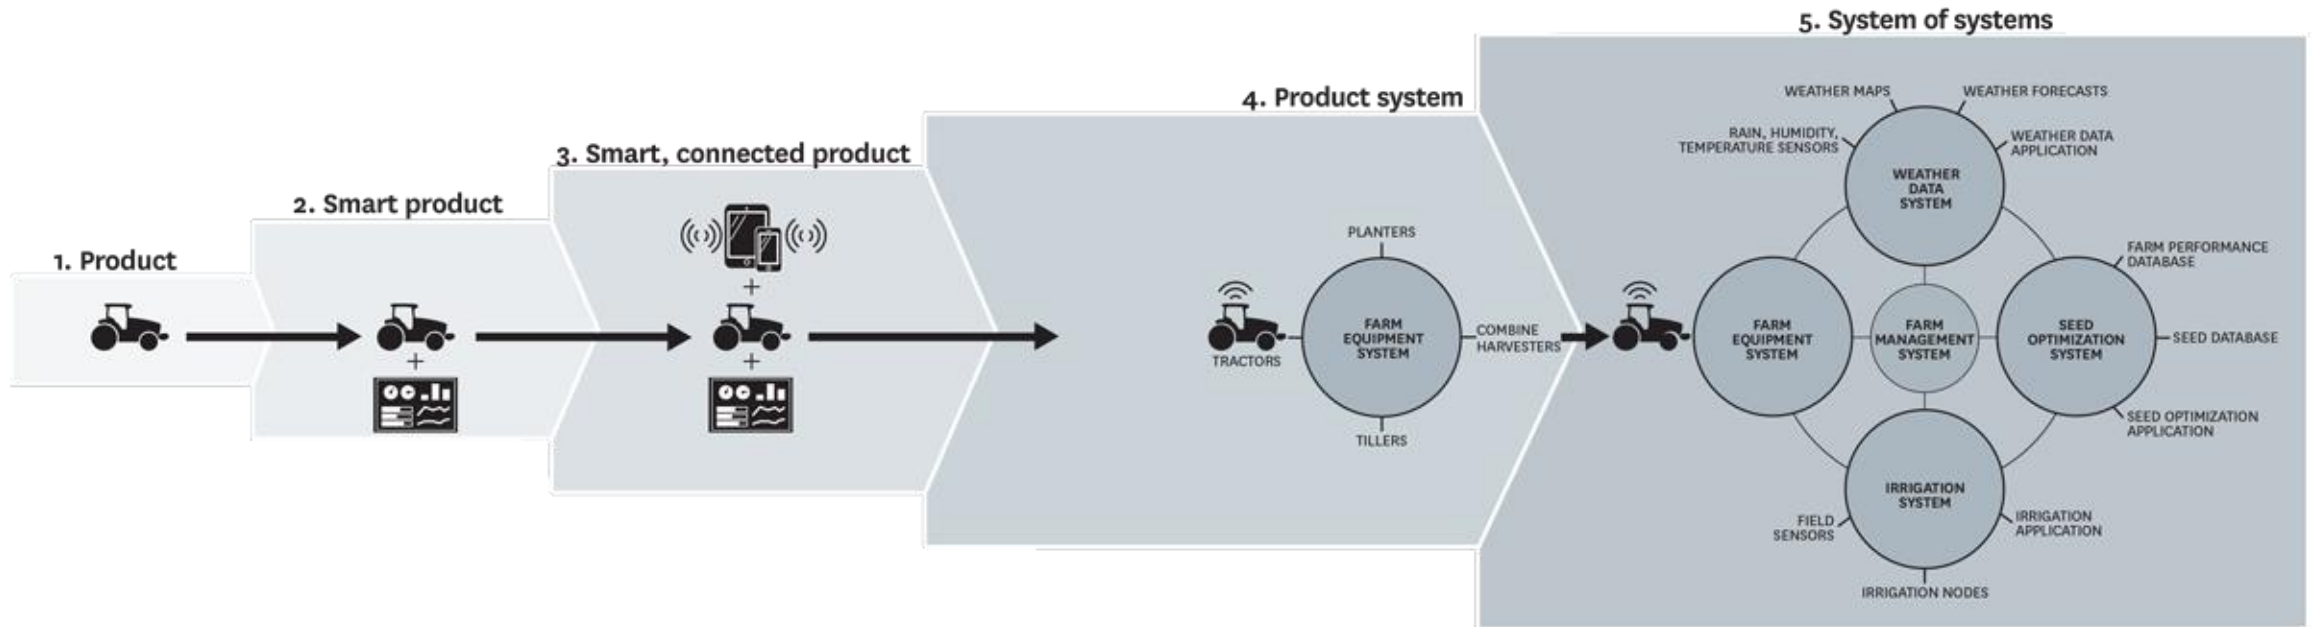 1. Product
2. Smart product
3. Smart, connected product
4. Product system
PLANTERS
TRACTORS
FARM
EQUIPMENT
SYSTEM
COMBINE
HARVESTERS
TILLERS
5. System of systems
WEATHER MAPS
WEATHER FORECASTS
RAIN, HUMIDITY,
TEMPERATURE SENSORS
WEATHER DATA
APPLICATION
WEATHER
DATA
SYSTEM
FARM
EQUIPMENT
SYSTEM
FARM
MANAGEMENT
SYSTEM
SEED
OPTIMIZATION
SYSTEM
FARM PERFORMANCE
DATABASE
SEED DATABASE
SEED OPTIMIZATION
APPLICATION
IRRIGATION
SYSTEM
FIELD
SENSORS
IRRIGATION
APPLICATION
IRRIGATION NODES